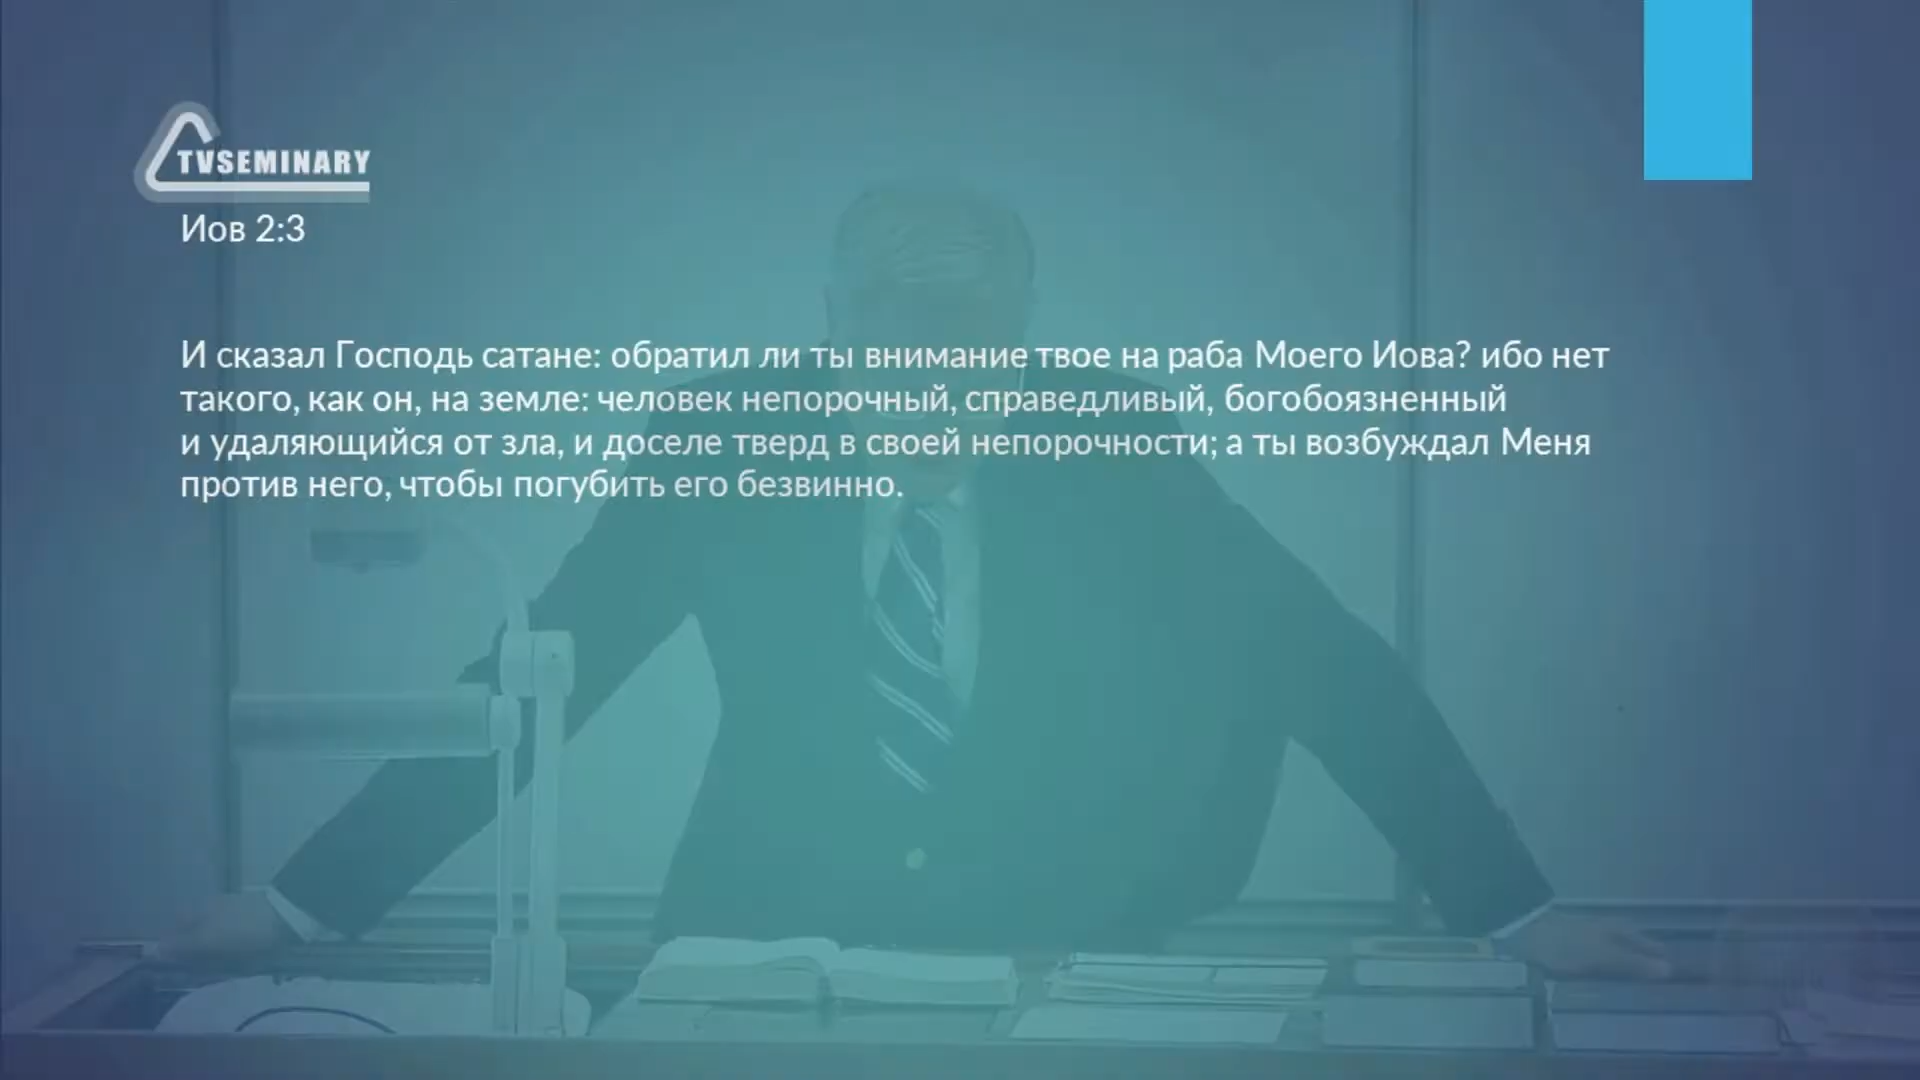 TVSEMINARY
Иов 2:3
И сказал Господь сатане: обратил ли ты внимание твое на раба Моего Иова? ибо нет
такого, как он, на земле: человек непорочный, справедливый, богобоязненный
и удаляющийся от зла, и доселе тверд в своей непорочности; а ты возбуждал Меня
против него, чтобы погубить его безвинно.